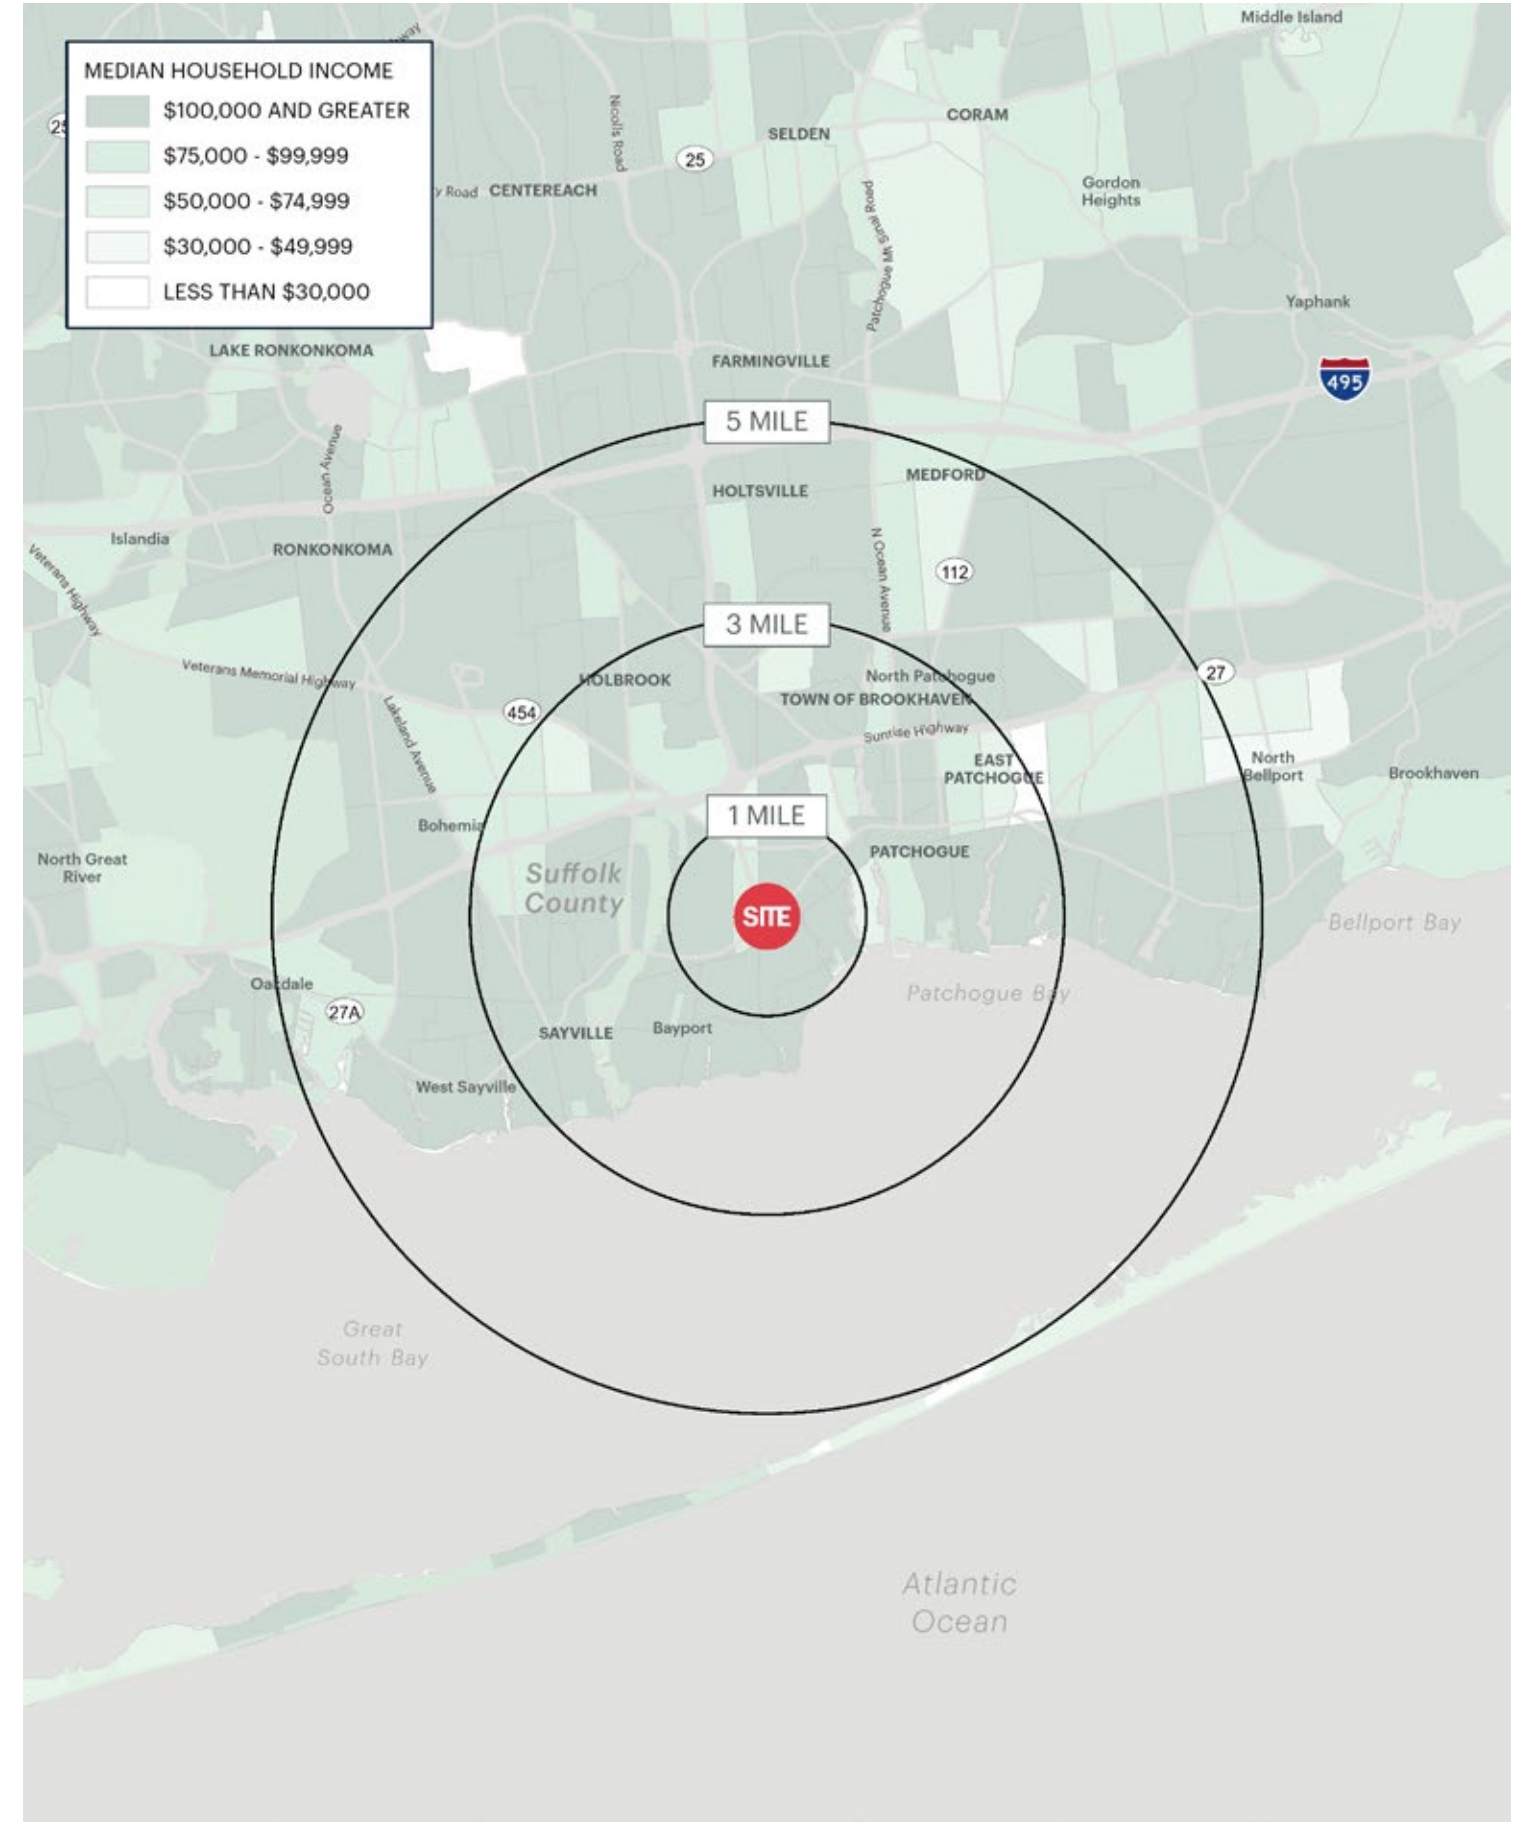 Middle Island
way
MEDIAN HOUSEHOLD INCOME
$100,000 AND GREATER
$75,000 - $99,999
$50,000 - $74,999
$30,000 - $49,999
LESS THAN $30,000
25
Nicolls Road
CORAM
SELDEN
25
y Road
CENTEREACH
Gordon
Heights
Patchogue Mt Sinai Road
Yaphank
LAKE RONKONKOMA
FARMINGVILLE
495
5 MILE
Ocean Avenue
MEDFORD
HOLTSVILLE
Islandia
RONKONKOMA
N Ocean Avenue
112
Veterans Highway
3 MILE
Veterans Memorial Highway
HOLBROOK
North Patchogue
27
TOWN OF BROOKHAVEN
454
Lakeland Avenue
Sunrise Highway
EAST
PATCHOGUE
North
Bellport
Brookhaven
1 MILE
Bohemia
PATCHOGUE
North Great
River
Suffolk
County
SITE
Bellport Bay
Oakdale
Patchogue Bay
27A
SAYVILLE
Bayport
West Sayville
Great
South Bay
Atlantic
Ocean